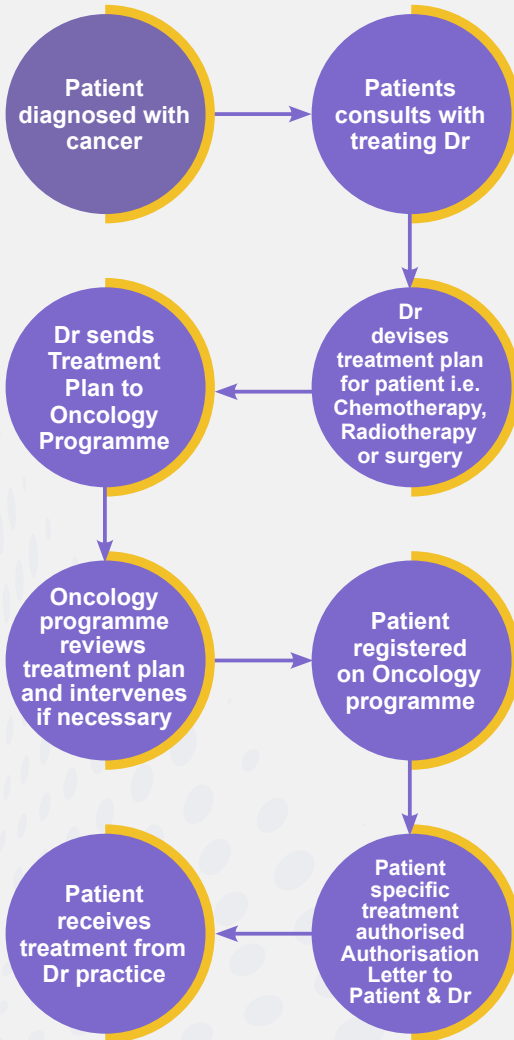 Patient
diagnosed with
cancer
Patients
consults with
treating Dr
Dr
devises
treatment plan
for patient i.e.
Chemotherapy,
Radiotherapy
or surgery
Dr sends
Treatment
Plan to
Oncology
Programme
Oncology
programme
reviews
treatment plan
and intervenes
if necessary
Patient
registered
on Oncology
programme
Patient
specific
treatment
authorised
Authorisation
Letter to
Patient & Dr
Patient
receives
treatment from
Dr practice